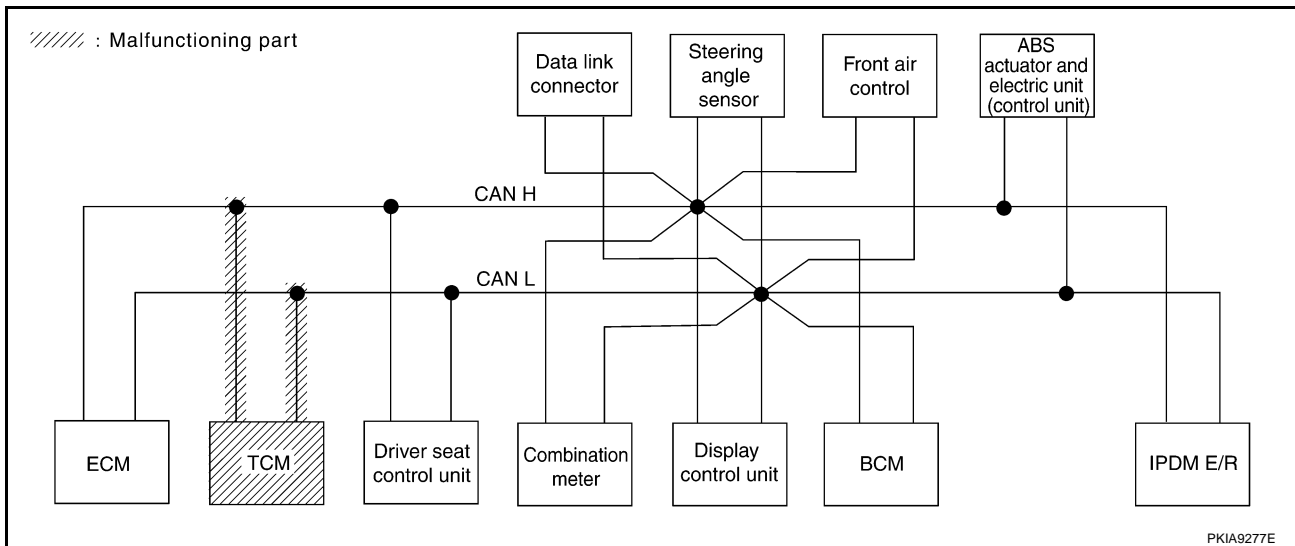 : Malfunctioning part
Data link
connector
Steering
angle
sensor
Front air
control
ABS
actuator and
electric unit
(control unit)
CAN H
CAN L
ECM
TCM
Driver seat
control unit
Combination
meter
Display
control unit
BCM
IPDM E/R
PKIA9277E